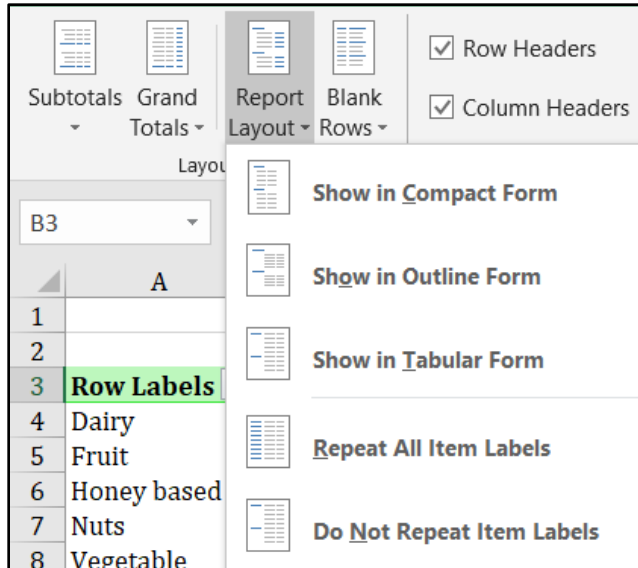 Subtotals Grand Totals
Report Layout
Blank Rows
Row Headers
Column Headers
Show in Compact Form
Show in Outline Form
Show in Tabular Form
Repeat All Item Labels
Do Not Repeat Item Labels
B3
A
1
2
3 Row Labels
4 Dairy
5 Fruit
6 Honey based
7 Nuts
8 Vegetable